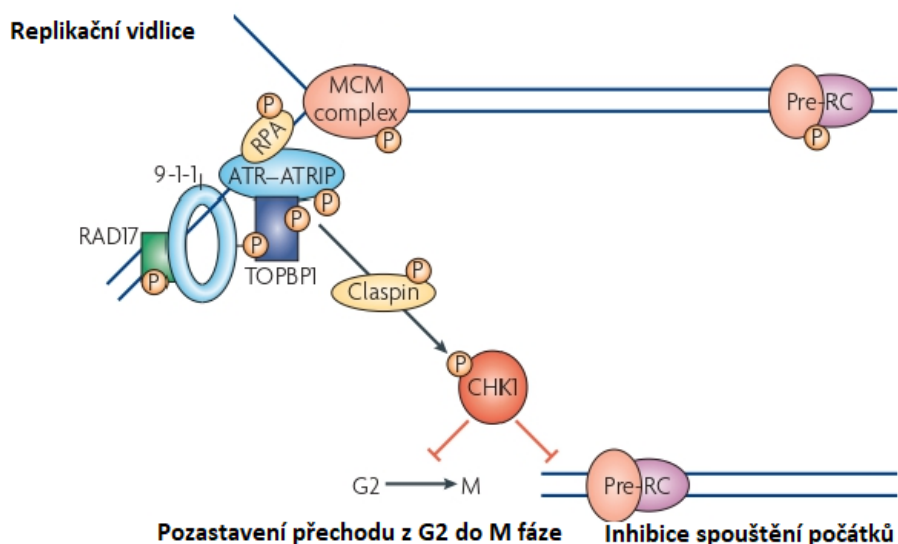 Replikační vidlice
MCM
complex
P
Pre-RC
P
P
RPA
9-1-1
ATR–ATRIP
P
P
RAD17
P
P
TOPBP1
P
Claspin
P
CHK1
G2
M
Pre-RC
Pozastavení přechodu z G2 do M fáze
Inhibice spouštění počátků